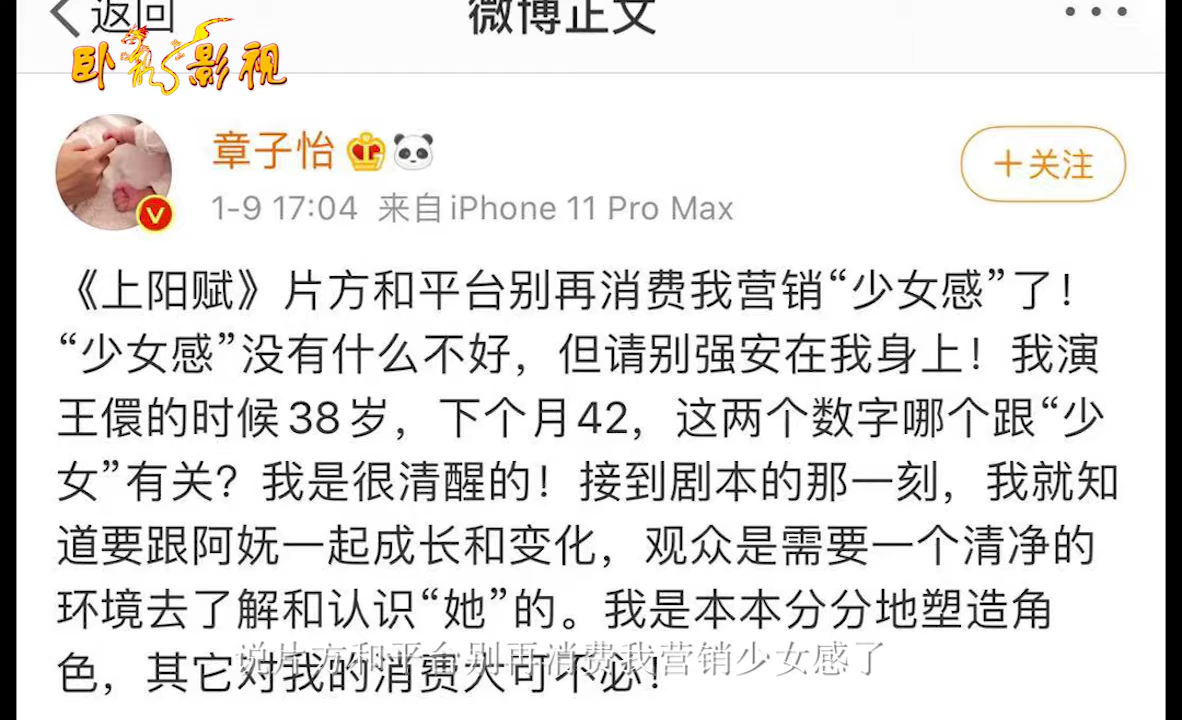 返回
微博正文
卧龙影视
章子怡
+关注
1-9 17:04 来自iPhone 11 Pro Max
《上阳赋》片方和平台别再消费我营销“少女感”了!
“少女感”没有什么不好，但请别强安在我身上！我演
王儇的时候38岁，下个月42，这两个数字哪个跟“少
女”有关？我是很清醒的！接到剧本的那一刻，我就知
道要跟阿妩一起成长和变化，观众是需要一个清净的
环境去了解和认识“她”的。我是本本分分地塑造角
色，其它对我的消费大可不必！
说片方和平台别再消费我营销少女感了